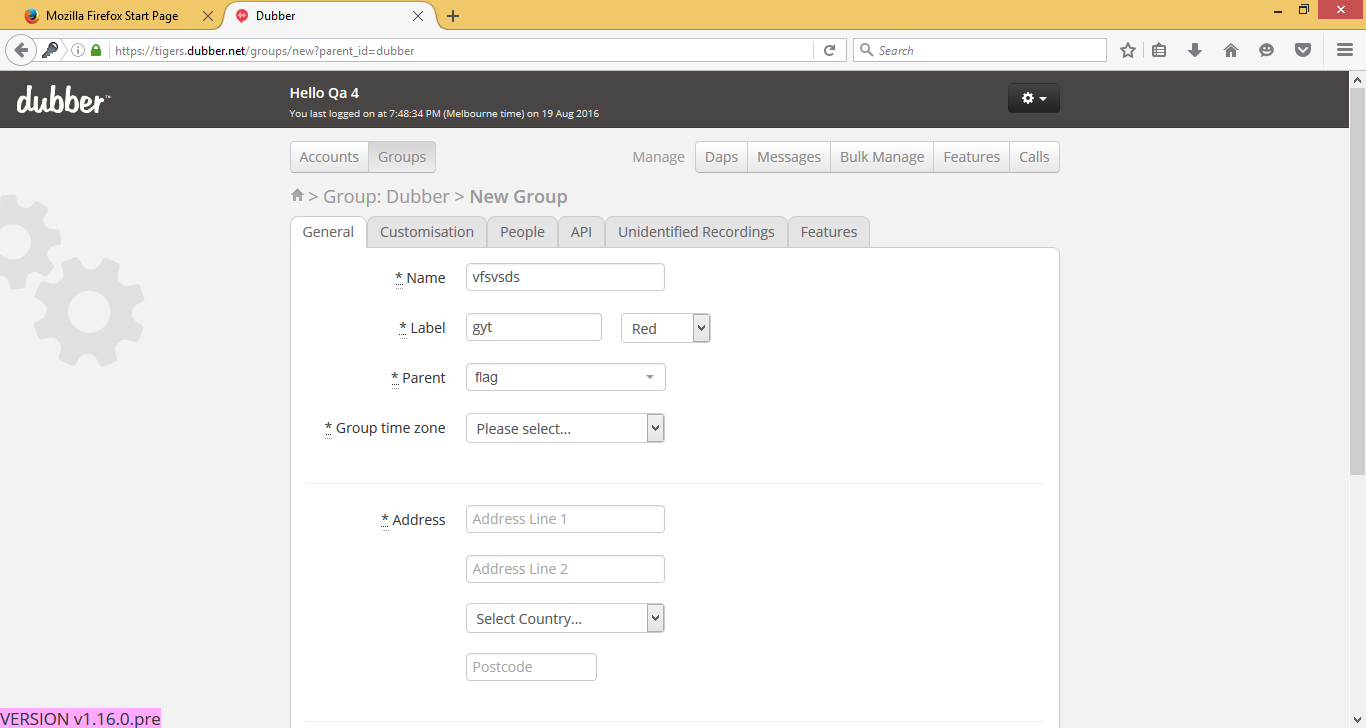 Mozilla Firefox Start Page
Dubber
https://tigers.dubber.net/groups/new?parent_id=dubber
Search
dubber™
Hello Qa 4
You last logged on at 7:48:34 PM (Melbourne time) on 19 Aug 2016
Accounts Groups Manage Daps Messages Bulk Manage Features Calls
> Group: Dubber > New Group
General Customisation People API Unidentified Recordings Features
* Name vfsvsds
* Label gyt Red
* Parent flag
* Group time zone Please select...
* Address Address Line 1
Address Line 2
Select Country...
Postcode
VERSION v1.16.0.pre